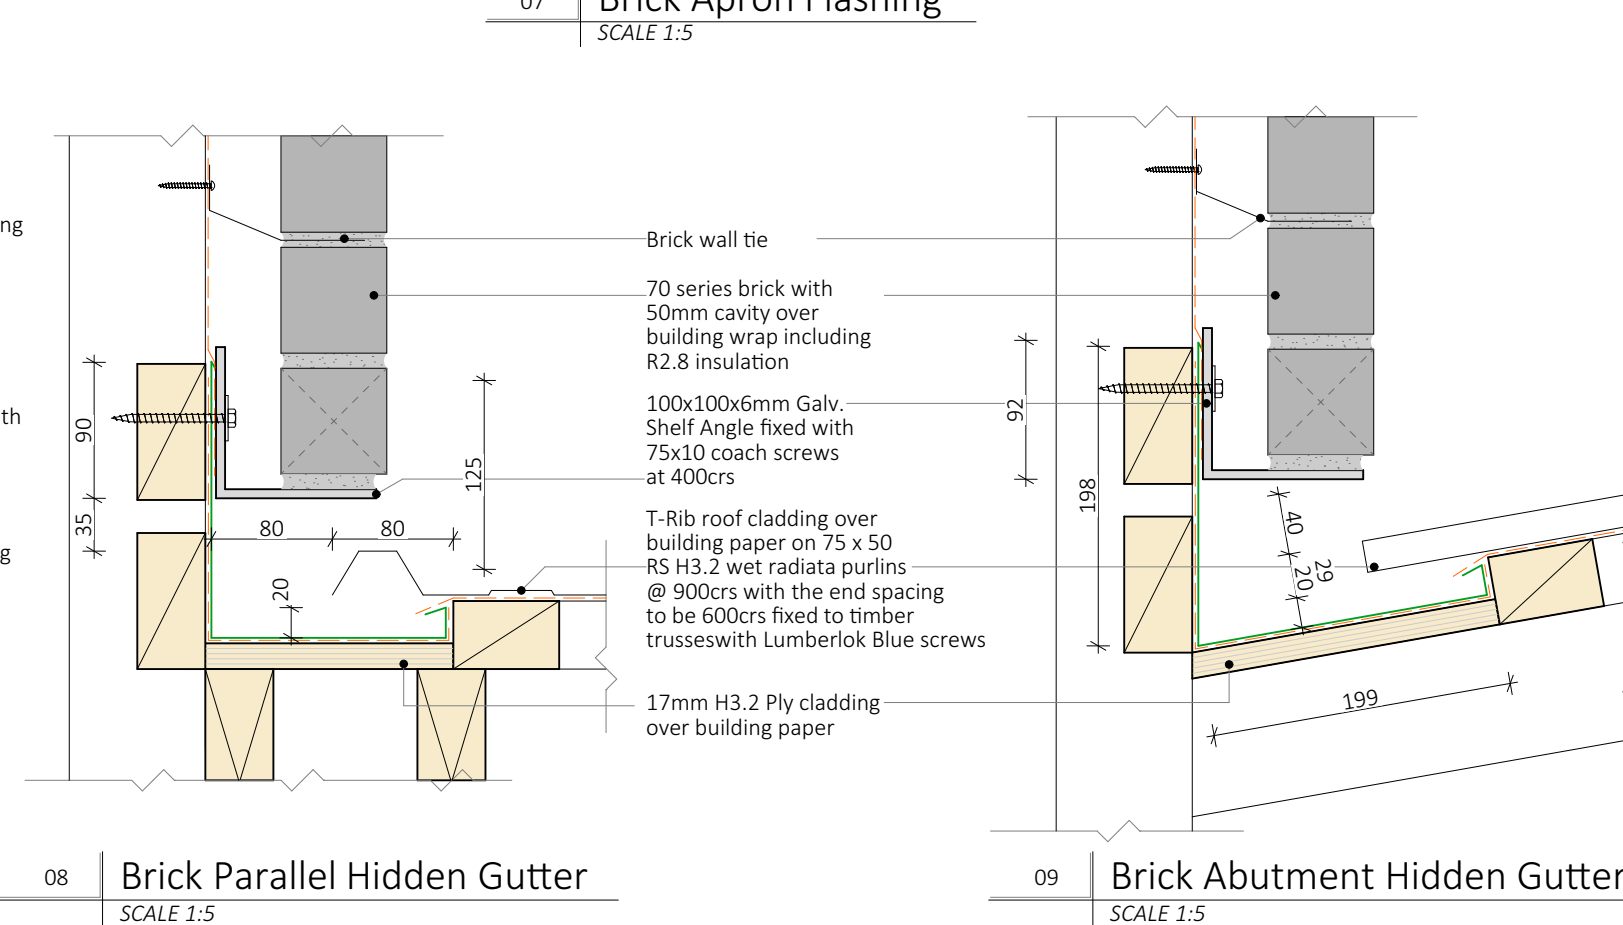 07
Brick Apron Flashing
SCALE 1:5
ng
th
g
Brick wall tie
70 series brick with
50mm cavity over
building wrap including
R2.8 insulation
100x100x6mm Galv.
Shelf Angle fixed with
75x10 coach screws
at 400crs
T-Rib roof cladding over
building paper on 75 x 50
RS H3.2 wet radiata purlins
@ 900crs with the end spacing
to be 600crs fixed to timber
trusseswith Lumberlok Blue screws
17mm H3.2 Ply cladding
over building paper
90
35
80
80
20
125
92
198
40
29
20
199
08
Brick Parallel Hidden Gutter
SCALE 1:5
09
Brick Abutment Hidden Gutter
SCALE 1:5